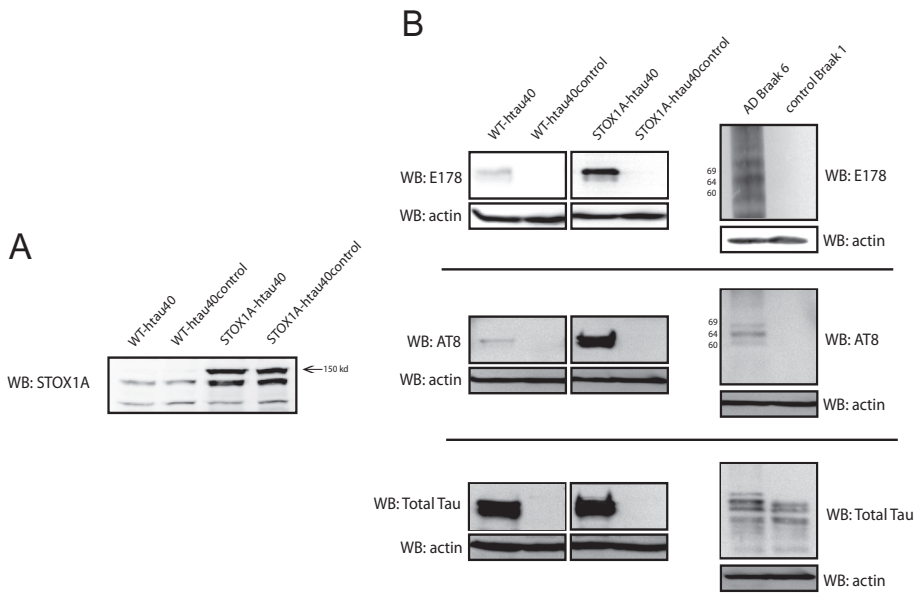 A
WT-htau40
WT-htau40control
STOX1A-htau40
STOX1A-htau40control
WB: STOX1A
150 kd
B
WT-htau40
WT-htau40control
STOX1A-htau40
STOX1A-htau40control
AD Braak 6
control Braak 1
WB: E178
69
64
60
WB: E178
WB: actin
WB: actin
WB: AT8
69
64
60
WB: AT8
WB: actin
WB: actin
WB: Total Tau
WB: Total Tau
WB: actin
WB: actin